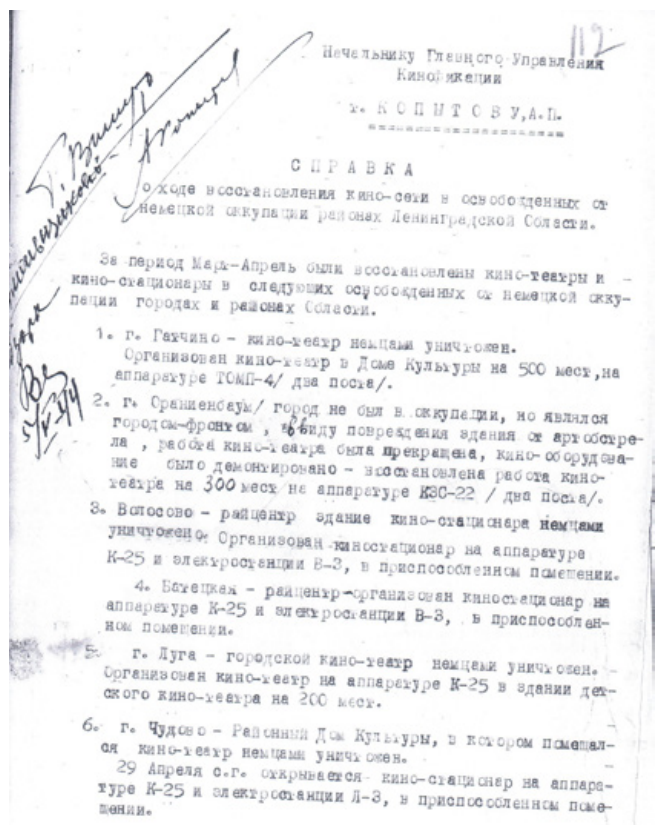 112
Начальнику Главного Управления
Кинофикации
т. КОПЫТОВУ,А.П.
======================
СПРАВКА
о ходе восстановления кино-сети в освобожденных от
немецкой оккупации районах Ленинградской Области.
За период Март-Апрель были восстановлены кино-театры и -
кино-стационары в следующих освобожденных от немецкой окку-
пации городах и районах Области.
1. г. Гатчино - кино-театр немцами уничтожен.
Организован кино-театр в Доме Культуры на 500 мест,на
аппаратуре ТОМП-4/ два поста/.
2. г. Ораниенбаум/ город не был в оккупации, но являлся
городом-фронтом , ввиду повреждения здания от артобстре-
ла , работа кино-театра была прекращена, кино-оборудова-
ние было демонтировано - восстановлена работа кино-
театра на 300 мест на аппаратуре КЗС-22 / два поста/.
3. Волосово - райцентр здание кино-стационара немцами
уничтожено. Организован киностационар на аппаратуре
К-25 и электростанции В-3, в приспособленном помещении.
4. Батецкая - райцентр-организован киностационар на
аппаратуре К-25 и электростанции В-3, в приспособлен-
ном помещении.
5. г. Луга - городской кино-театр немцами уничтожен. -
Организован кино-театр на аппаратуре К-25 в здании дет-
ского кино-театра на 200 мест.
6. г. Чудово - Районный Дом Культуры, в котором помещал-
ся кино-театр немцами уничтожен.
29 Апреля с.г. открывается кино-стационар на аппара-
туре К-25 и электростанции Л-3, в приспособленном поме-
щении.